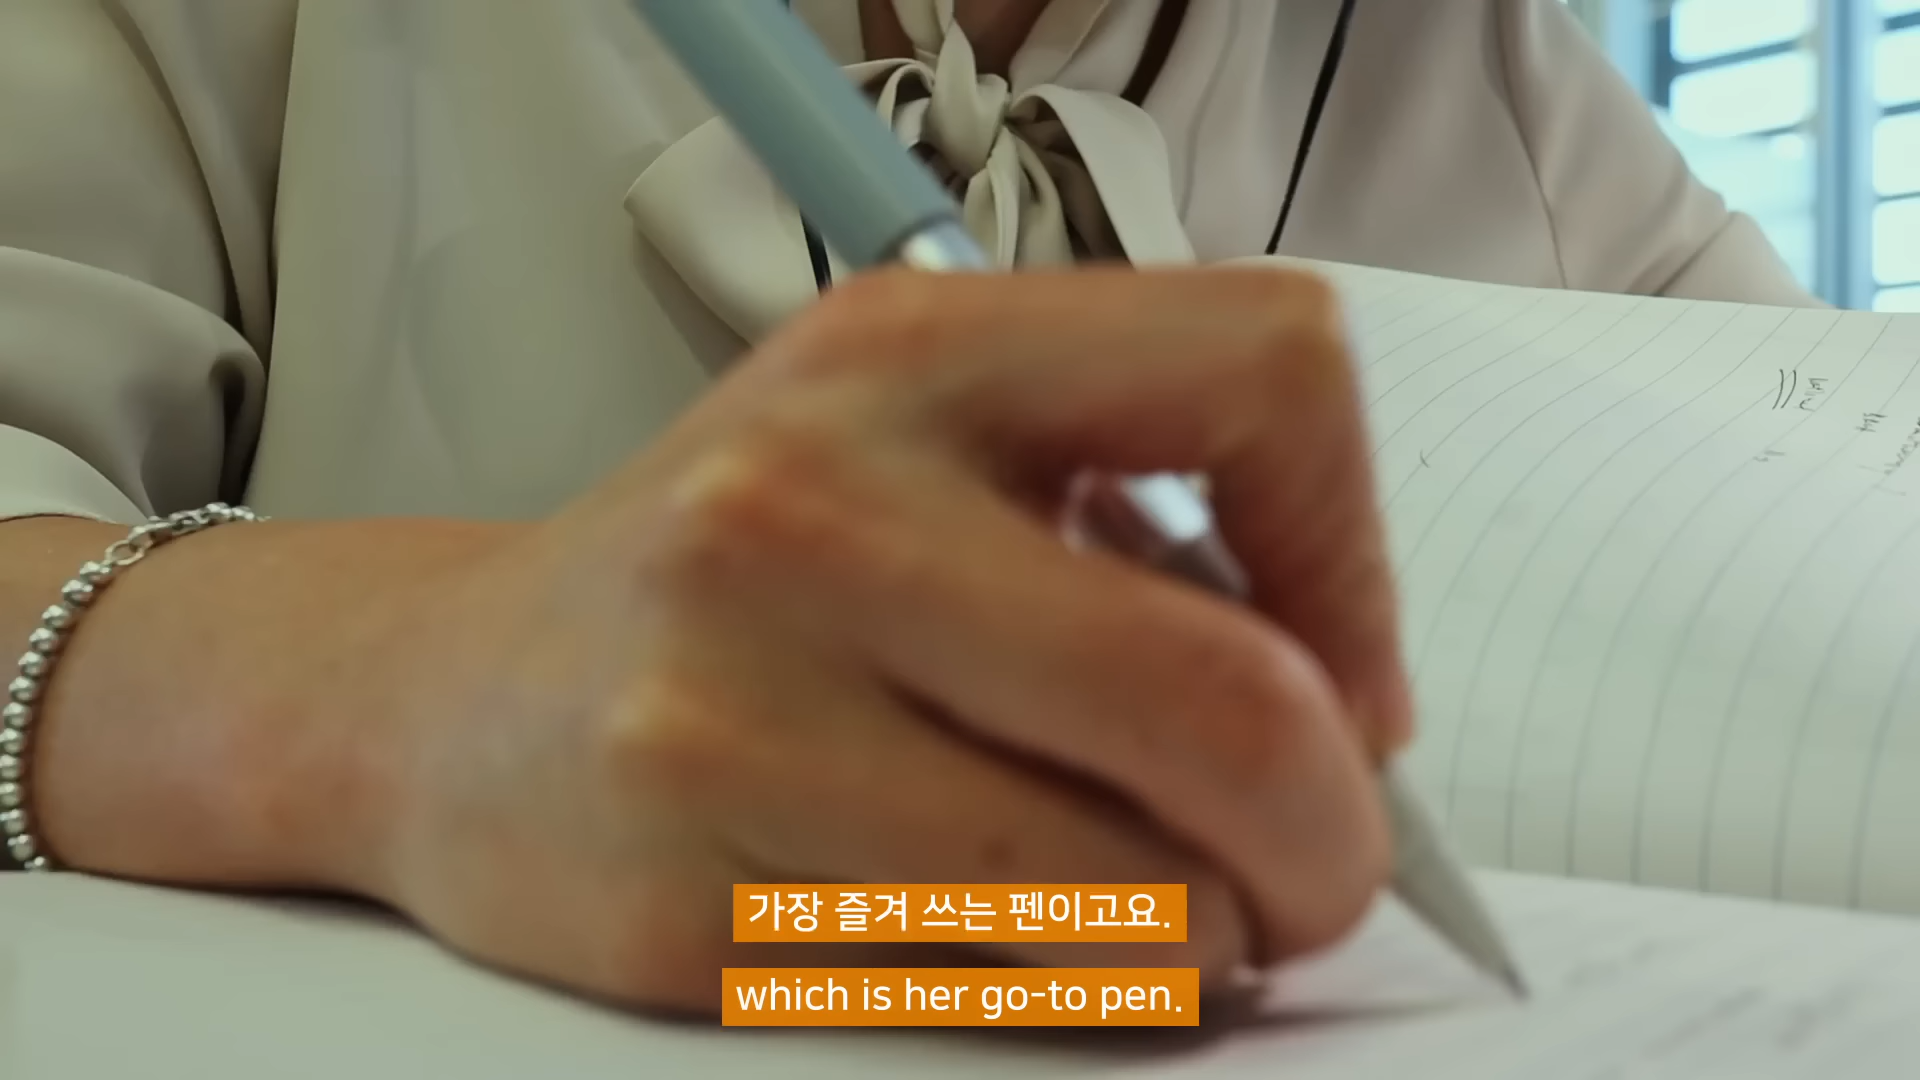 가장 즐겨 쓰는 펜이고요.
which is her go-to pen.